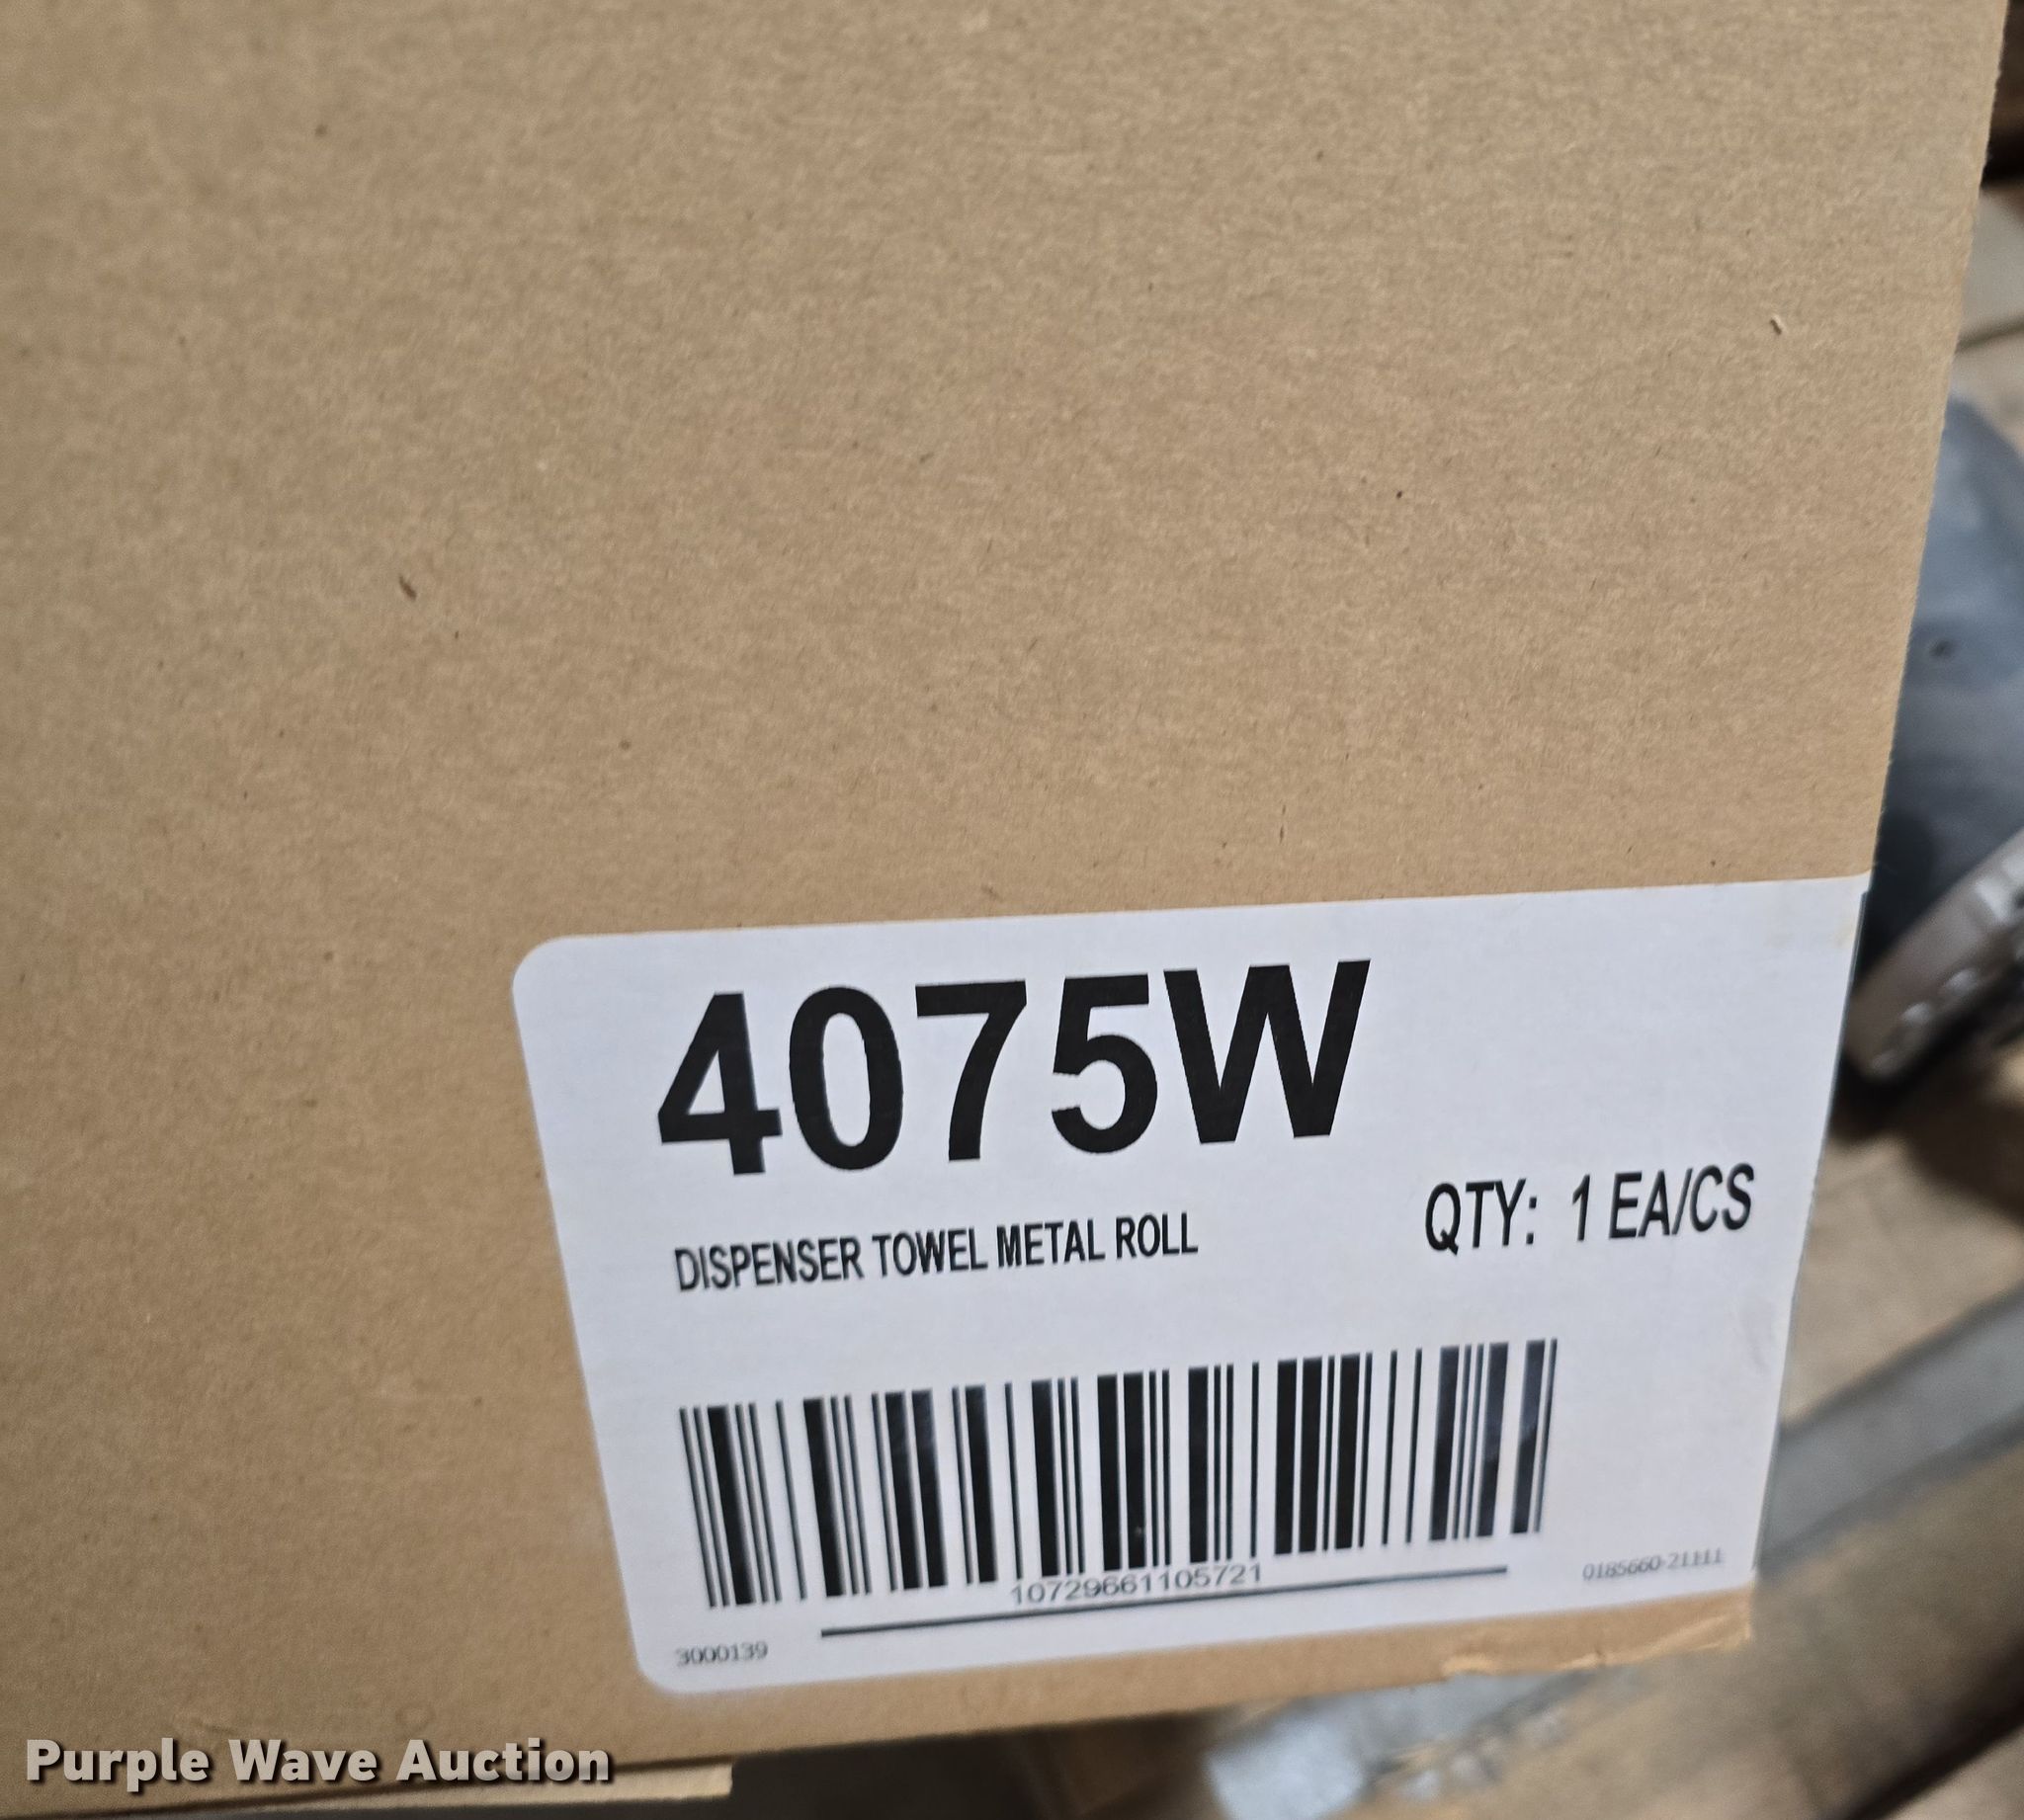 4075W
DISPENSER TOWEL METAL ROLL
QTY: 1 EA/CS
10729661105721
0185660-21111
3000139
Purple Wave Auction